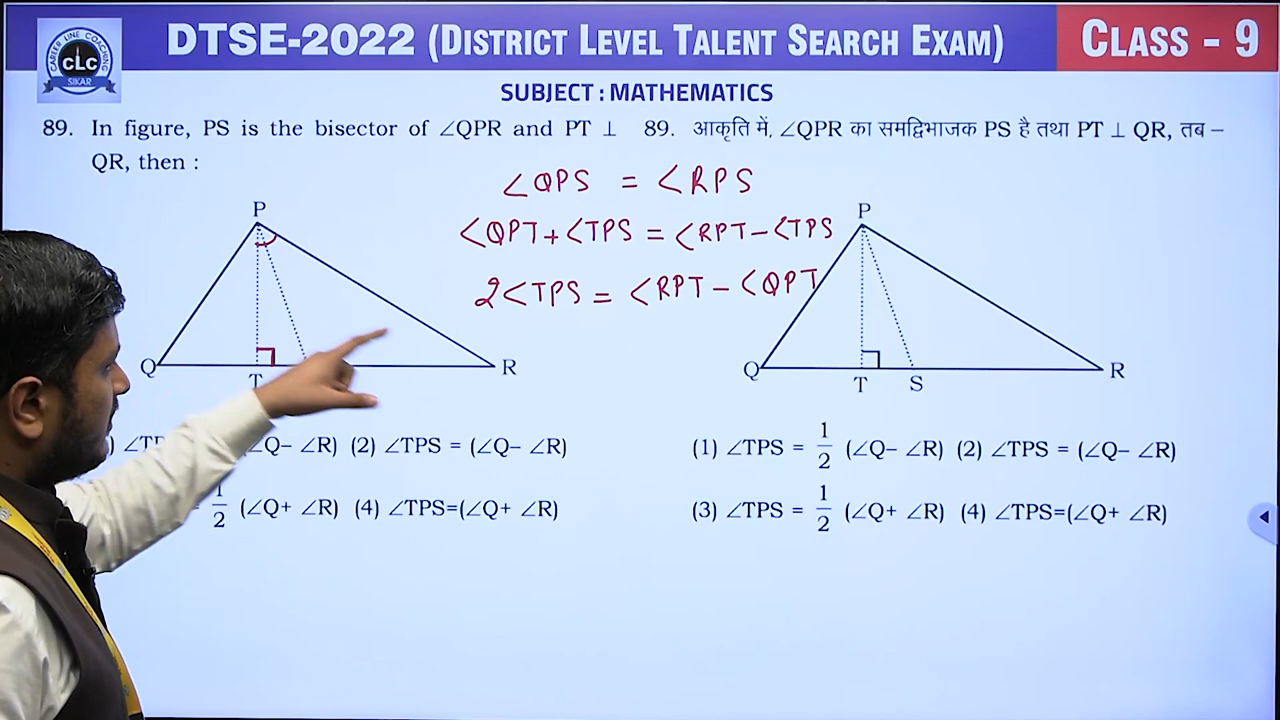 CAREER LINE COACHING
CLC
SIKAR
DTSE-2022 (DISTRICT LEVEL TALENT SEARCH EXAM)
CLASS - 9
SUBJECT : MATHEMATICS
89. In figure, PS is the bisector of ∠QPR and PT ⊥
QR, then :
89. आकृति में, ∠QPR का समद्विभाजक PS है तथा PT ⊥ QR, तब –
∠QPS = ∠RPS
∠QPT + ∠TPS = ∠RPT - ∠TPS
2∠TPS = ∠RPT - ∠QPT
P
Q
T
R
P
Q
T
S
R
(∠Q– ∠R) (2) ∠TPS = (∠Q– ∠R)
1/2 (∠Q+ ∠R) (4) ∠TPS=(∠Q+ ∠R)
(1) ∠TPS = 1/2 (∠Q– ∠R) (2) ∠TPS = (∠Q– ∠R)
(3) ∠TPS = 1/2 (∠Q+ ∠R) (4) ∠TPS=(∠Q+ ∠R)